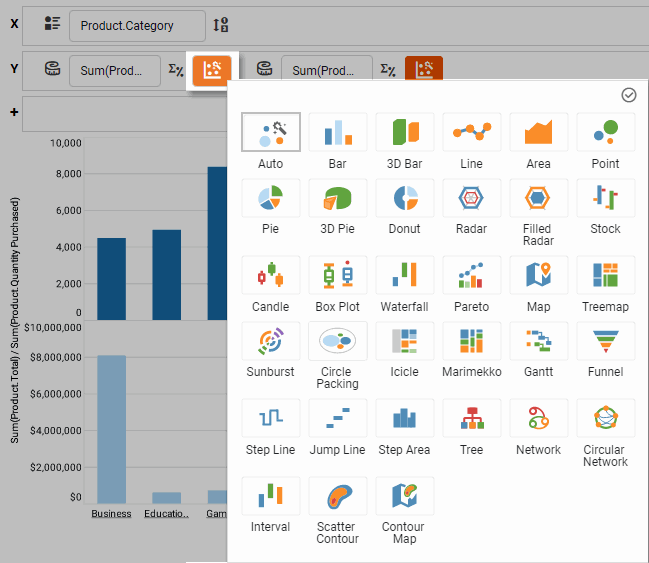 X
Product.Category
Y
Sum(Prod...
Σ%
Sum(Prod...
Σ%
+
Auto
Bar
3D Bar
Line
Area
Point
Pie
3D Pie
Donut
Radar
Filled
Radar
Stock
Candle
Box Plot
Waterfall
Pareto
Map
Treemap
Sunburst
Circle
Packing
Icicle
Marimekko
Gantt
Funnel
Step Line
Jump Line
Step Area
Tree
Network
Circular
Network
Interval
Scatter
Contour
Contour
Map
Sum(Product.Total) / Sum(Product.Quantity Purchased)
10,000
8,000
6,000
4,000
2,000
0
$10,000,000
$8,000,000
$6,000,000
$4,000,000
$2,000,000
$0
Business
Educatio..
Gam